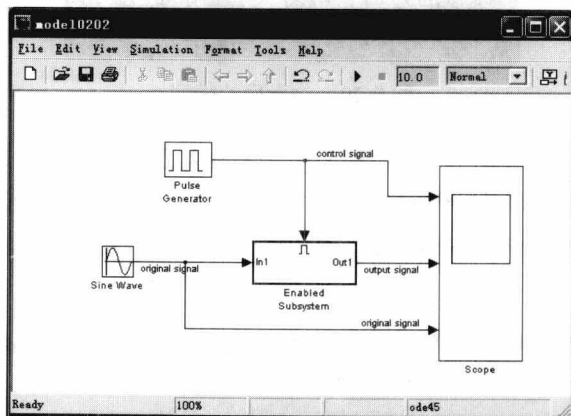 model0202
File Edit View Simulation Format Tools Help
10.0 Normal
control signal
Pulse
Generator
original signal
In1 Out1
output signal
Sine Wave
Enabled
Subsystem
original signal
Scope
Ready 100% ode45